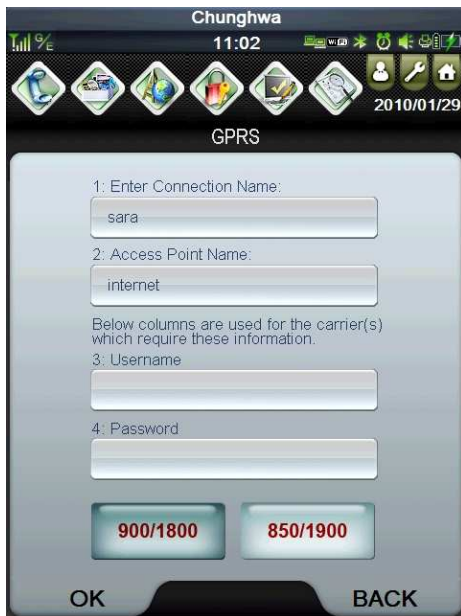 Chunghwa
11:02
2010/01/29
GPRS
1: Enter Connection Name:
sara
2: Access Point Name:
internet
Below columns are used for the carrier(s)
which require these information.
3: Username
4: Password
900/1800 850/1900
OK BACK